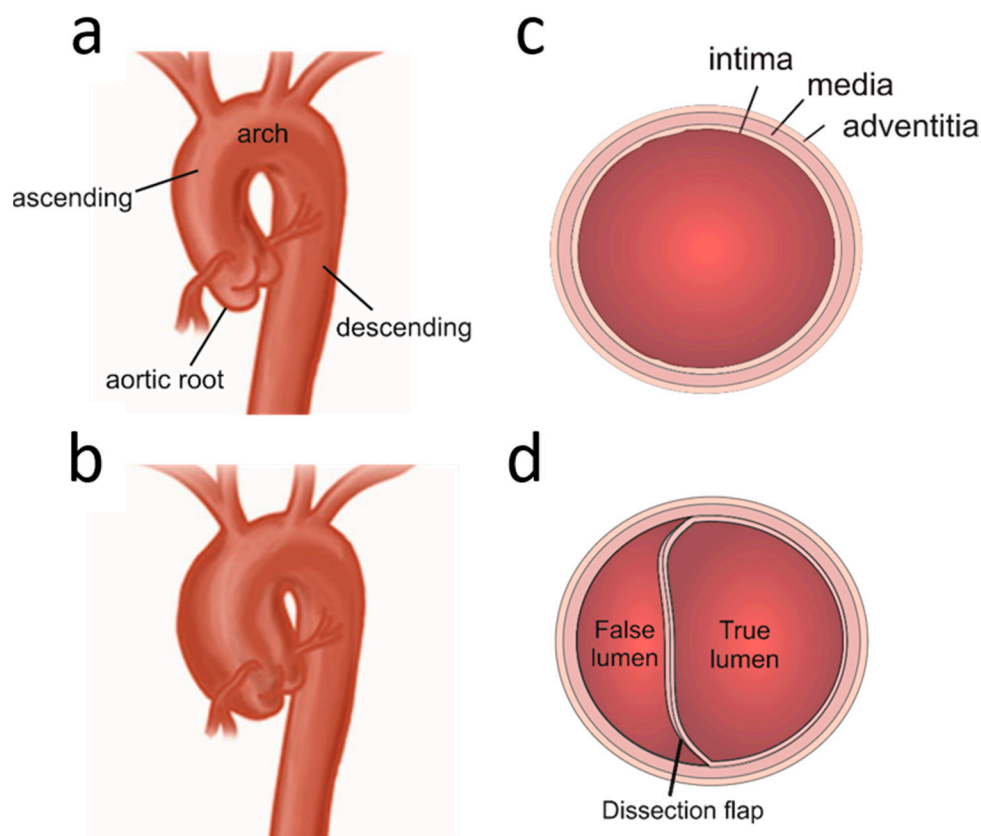 a
arch
ascending
descending
aortic root
b
c
intima
media
adventitia
d
False
lumen
True
lumen
Dissection flap